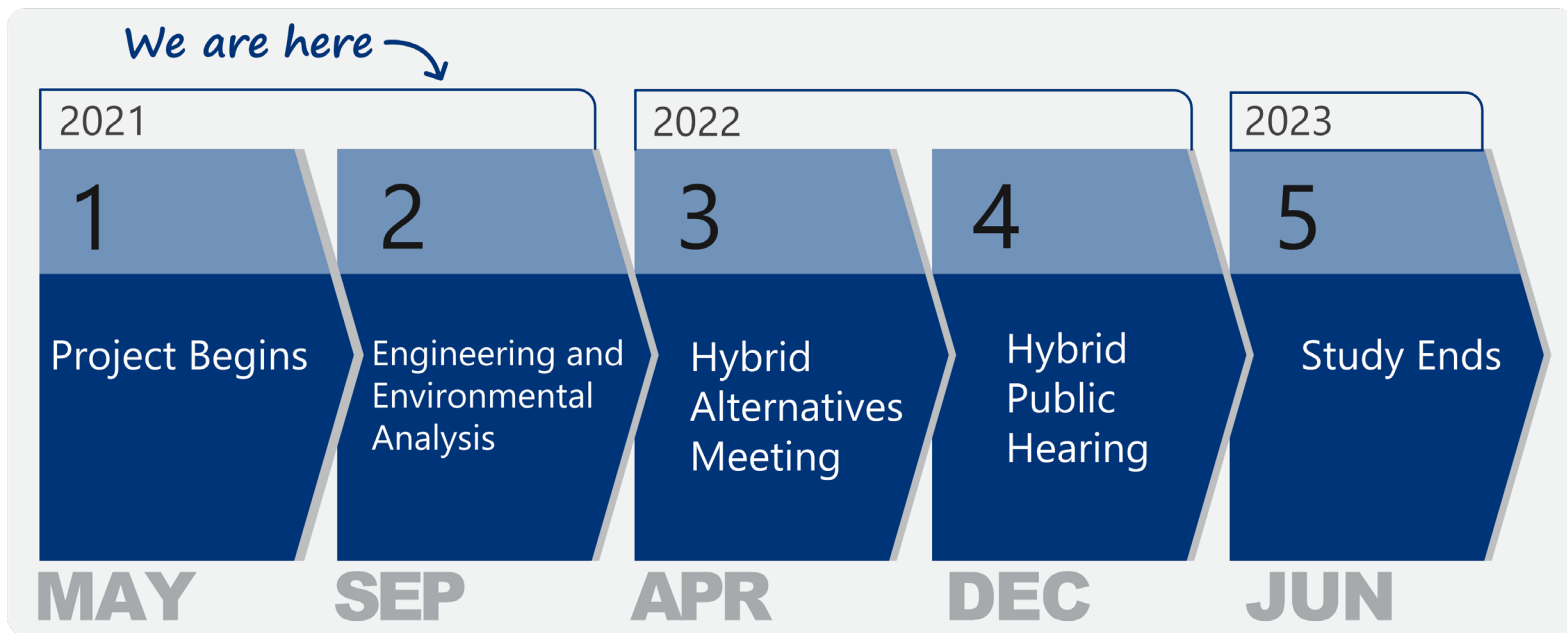 We are here
2021
2022
2023
1
2
3
4
5
Project Begins
Engineering and
Environmental
Analysis
Hybrid
Alternatives
Meeting
Hybrid
Public
Hearing
Study Ends
MAY
SEP
APR
DEC
JUN